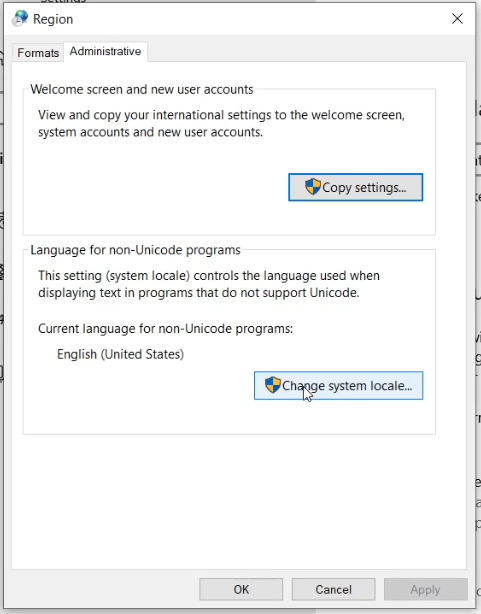 Region
Formats
Administrative
Welcome screen and new user accounts
View and copy your international settings to the welcome screen,
system accounts and new user accounts.
Copy settings...
Language for non-Unicode programs
This setting (system locale) controls the language used when
displaying text in programs that do not support Unicode.
Current language for non-Unicode programs:
English (United States)
Change system locale...
OK
Cancel
Apply